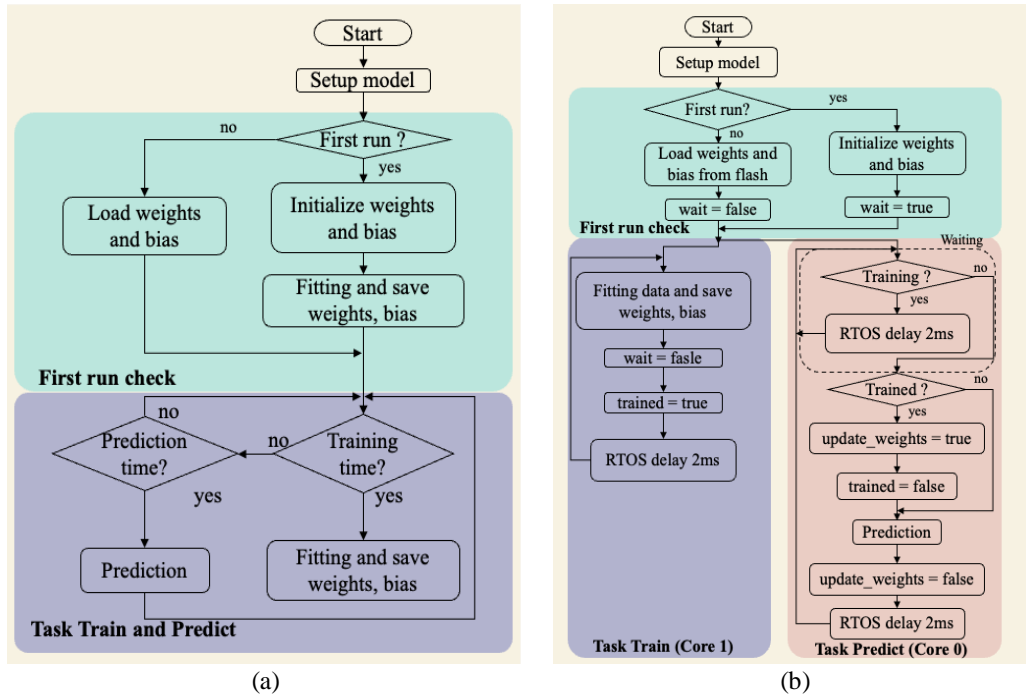 Start
Setup model
First run ?
no
yes
Load weights
and bias
Initialize weights
and bias
Fitting and save
weights, bias
First run check
no
Prediction
time?
no
Training
time?
yes
yes
Prediction
Fitting and save
weights, bias
Task Train and Predict
(a)
Start
Setup model
First run?
yes
no
Load weights and
bias from flash
Initialize weights
and bias
wait = false
wait = true
First run check
Waiting
Fitting data and save
weights, bias
wait = fasle
trained = true
RTOS delay 2ms
Task Train (Core 1)
Training ?
no
yes
RTOS delay 2ms
Trained ?
no
yes
update_weights = true
trained = false
Prediction
update_weights = false
RTOS delay 2ms
Task Predict (Core 0)
(b)